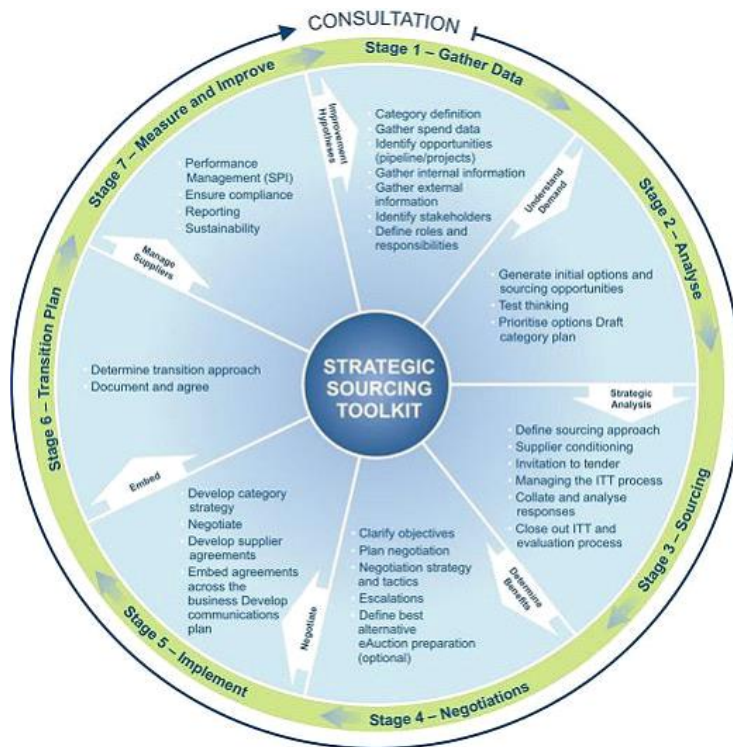 CONSULTATION
Stage 1 – Gather Data
Improvement
Hypotheses
Category definition
Gather spend data
Identify opportunities
(pipeline/projects)
Gather internal information
Gather external
information
Identify stakeholders
Define roles and
responsibilities
Understand
Demand
Stage 2 – Analyse
Generate initial options and
sourcing opportunities
Test thinking
Prioritise options Draft
category plan
Strategic
Analysis
Stage 3 – Sourcing
Define sourcing approach
Supplier conditioning
Invitation to tender
Managing the ITT process
Collate and analyse
responses
Close out ITT and
evaluation process
Determine
Benefits
Stage 4 – Negotiations
Clarify objectives
Plan negotiation
Negotiation strategy
and tactics
Escalations
Define best
alternative
eAuction preparation
(optional)
Negotiate
Stage 5 – Implement
Develop category
strategy
Negotiate
Develop supplier
agreements
Embed agreements
across the
business Develop
communications
plan
Embed
Stage 6 – Transition Plan
Determine transition approach
Document and agree
Manage
Suppliers
Stage 7 – Measure and Improve
Performance
Management (SPI)
Ensure compliance
Reporting
Sustainability
STRATEGIC
SOURCING
TOOLKIT